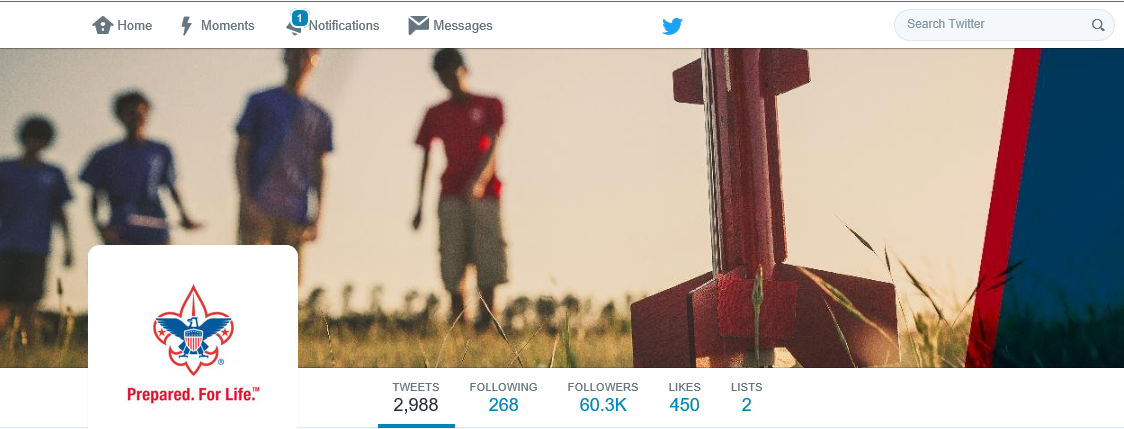 Home Moments 1 Notifications Messages Search Twitter
®
Prepared. For Life.™
TWEETS FOLLOWING FOLLOWERS LIKES LISTS
2,988 268 60.3K 450 2